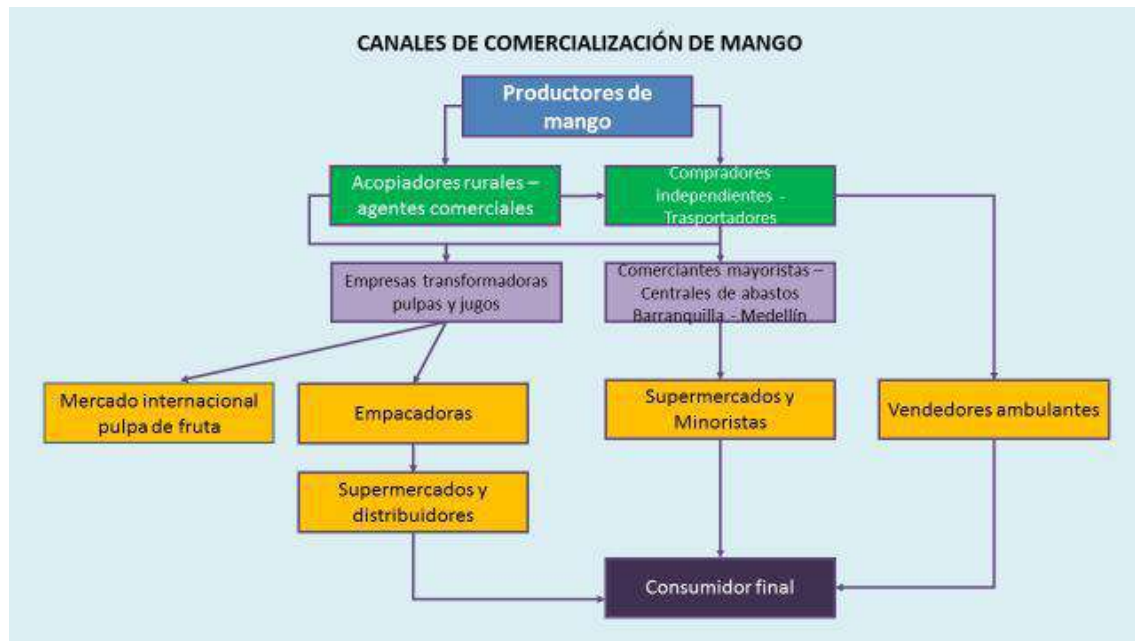 CANALES DE COMERCIALIZACIÓN DE MANGO
Productores de
mango
Acopiadores rurales –
agentes comerciales
Compradores
independientes -
Trasportadores
Empresas transformadoras
pulpas y jugos
Comerciantes mayoristas –
Centrales de abastos
Barranquilla - Medellín
Mercado internacional
pulpa de fruta
Empacadoras
Supermercados y
Minoristas
Vendedores ambulantes
Supermercados y
distribuidores
Consumidor final